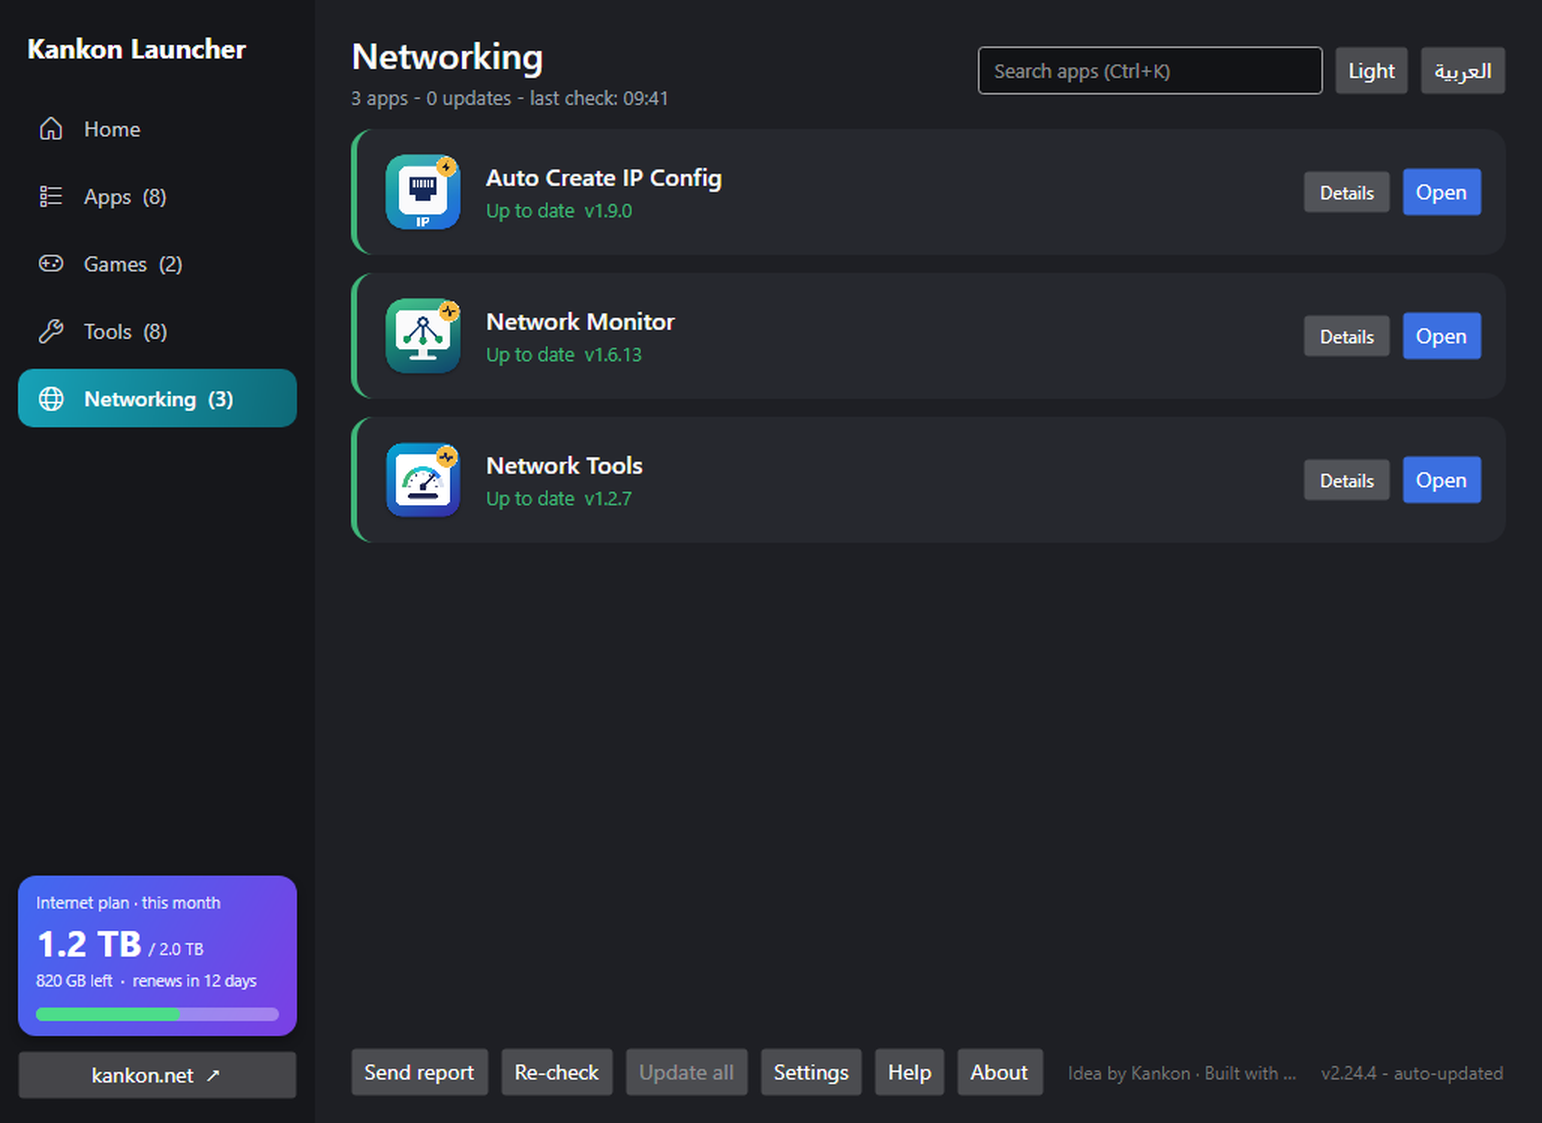 Kankon Launcher
Home
Apps (8)
Games (2)
Tools (8)
Networking (3)
Internet plan · this month
1.2 TB / 2.0 TB
820 GB left · renews in 12 days
kankon.net ↗
Networking
3 apps - 0 updates - last check: 09:41
Search apps (Ctrl+K)
Light
العربية
IP
Auto Create IP Config
Up to date v1.9.0
Details
Open
Network Monitor
Up to date v1.6.13
Details
Open
Network Tools
Up to date v1.2.7
Details
Open
Send report
Re-check
Update all
Settings
Help
About
Idea by Kankon · Built with ...
v2.24.4 - auto-updated